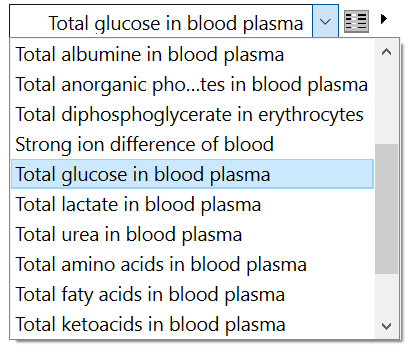 Total glucose in blood plasma
Total albumine in blood plasma
Total anorganic pho...tes in blood plasma
Total diphosphoglycerate in erythrocytes
Strong ion difference of blood
Total glucose in blood plasma
Total lactate in blood plasma
Total urea in blood plasma
Total amino acids in blood plasma
Total faty acids in blood plasma
Total ketoacids in blood plasma